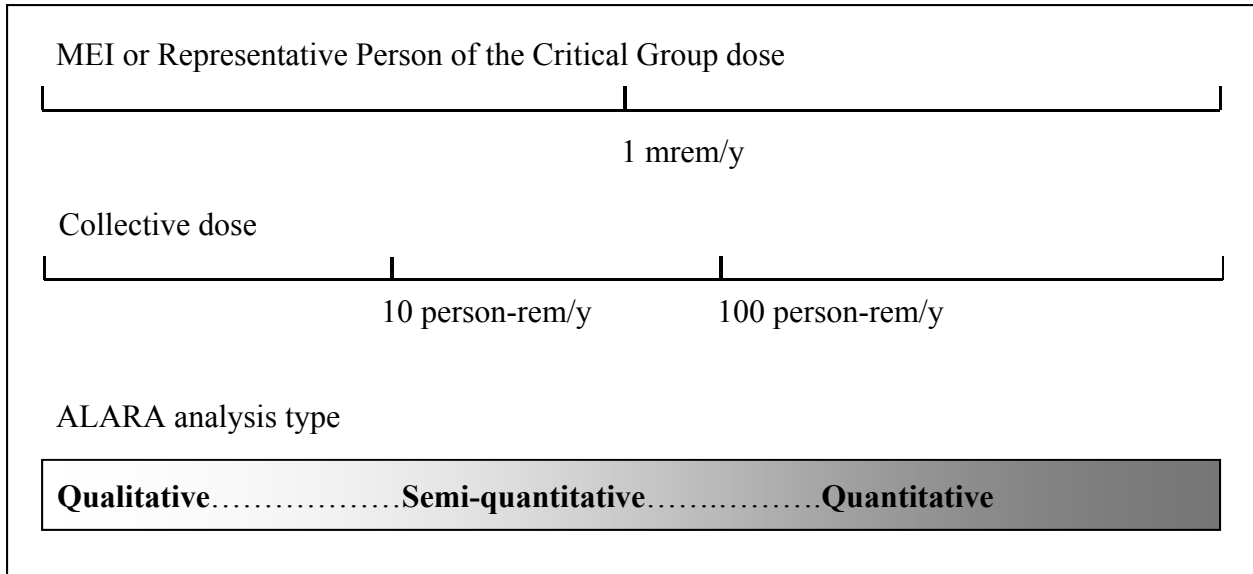 MEI or Representative Person of the Critical Group dose
1 mrem/y
Collective dose
10 person-rem/y 100 person-rem/y
ALARA analysis type
Qualitative………………Semi-quantitative……..……….Quantitative